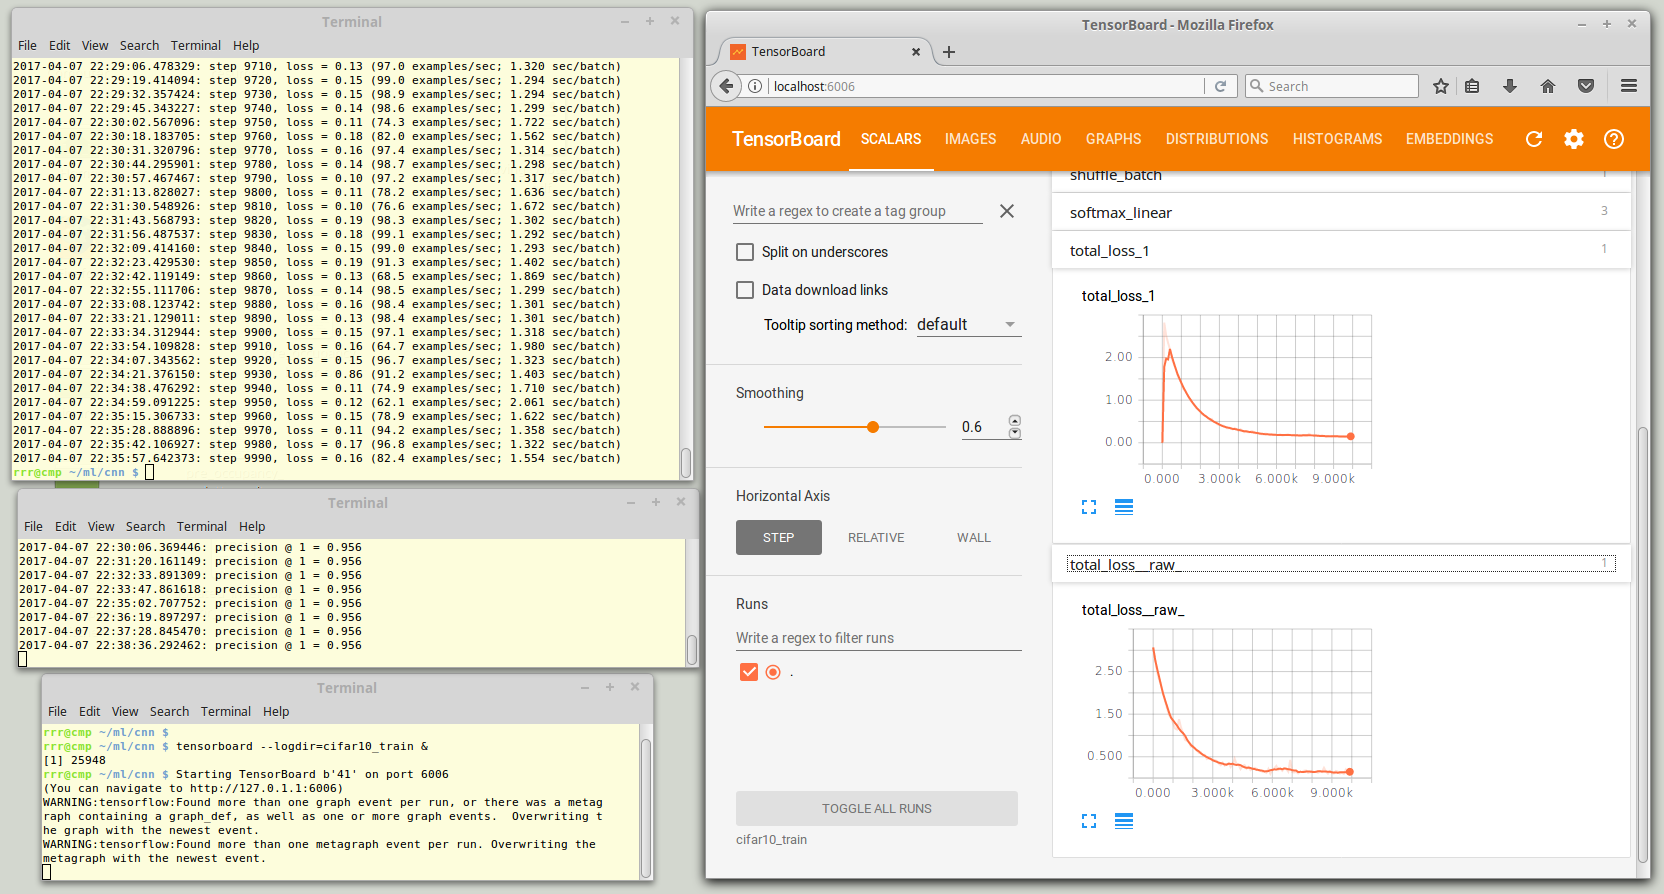 Terminal
File Edit View Search Terminal Help
2017-04-07 22:29:06.478329: step 9710, loss = 0.13 (97.0 examples/sec; 1.320 sec/batch)
2017-04-07 22:29:19.414094: step 9720, loss = 0.15 (99.0 examples/sec; 1.294 sec/batch)
2017-04-07 22:29:32.357424: step 9730, loss = 0.15 (98.9 examples/sec; 1.294 sec/batch)
2017-04-07 22:29:45.343227: step 9740, loss = 0.14 (98.6 examples/sec; 1.299 sec/batch)
2017-04-07 22:30:02.567096: step 9750, loss = 0.11 (74.3 examples/sec; 1.722 sec/batch)
2017-04-07 22:30:18.183705: step 9760, loss = 0.18 (82.0 examples/sec; 1.562 sec/batch)
2017-04-07 22:30:31.320796: step 9770, loss = 0.16 (97.4 examples/sec; 1.314 sec/batch)
2017-04-07 22:30:44.295901: step 9780, loss = 0.14 (98.7 examples/sec; 1.298 sec/batch)
2017-04-07 22:30:57.467467: step 9790, loss = 0.10 (97.2 examples/sec; 1.317 sec/batch)
2017-04-07 22:31:13.828027: step 9800, loss = 0.11 (78.2 examples/sec; 1.636 sec/batch)
2017-04-07 22:31:30.548926: step 9810, loss = 0.10 (76.6 examples/sec; 1.672 sec/batch)
2017-04-07 22:31:43.568793: step 9820, loss = 0.19 (98.3 examples/sec; 1.302 sec/batch)
2017-04-07 22:31:56.487537: step 9830, loss = 0.18 (99.1 examples/sec; 1.292 sec/batch)
2017-04-07 22:32:09.414160: step 9840, loss = 0.15 (99.0 examples/sec; 1.293 sec/batch)
2017-04-07 22:32:23.429530: step 9850, loss = 0.19 (91.3 examples/sec; 1.402 sec/batch)
2017-04-07 22:32:42.119149: step 9860, loss = 0.13 (68.5 examples/sec; 1.869 sec/batch)
2017-04-07 22:32:55.111706: step 9870, loss = 0.14 (98.5 examples/sec; 1.299 sec/batch)
2017-04-07 22:33:08.123742: step 9880, loss = 0.16 (98.4 examples/sec; 1.301 sec/batch)
2017-04-07 22:33:21.129011: step 9890, loss = 0.13 (98.4 examples/sec; 1.301 sec/batch)
2017-04-07 22:33:34.312944: step 9900, loss = 0.15 (97.1 examples/sec; 1.318 sec/batch)
2017-04-07 22:33:54.109828: step 9910, loss = 0.16 (64.7 examples/sec; 1.980 sec/batch)
2017-04-07 22:34:07.343562: step 9920, loss = 0.15 (96.7 examples/sec; 1.323 sec/batch)
2017-04-07 22:34:21.376150: step 9930, loss = 0.86 (91.2 examples/sec; 1.403 sec/batch)
2017-04-07 22:34:38.476292: step 9940, loss = 0.11 (74.9 examples/sec; 1.710 sec/batch)
2017-04-07 22:34:59.091225: step 9950, loss = 0.12 (62.1 examples/sec; 2.061 sec/batch)
2017-04-07 22:35:15.306733: step 9960, loss = 0.15 (78.9 examples/sec; 1.622 sec/batch)
2017-04-07 22:35:28.888896: step 9970, loss = 0.11 (94.2 examples/sec; 1.358 sec/batch)
2017-04-07 22:35:42.106927: step 9980, loss = 0.17 (96.8 examples/sec; 1.322 sec/batch)
2017-04-07 22:35:57.642373: step 9990, loss = 0.16 (82.4 examples/sec; 1.554 sec/batch)
rrr@cmp ~/ml/cnn $
Terminal
File Edit View Search Terminal Help
2017-04-07 22:30:06.369446: precision @ 1 = 0.956
2017-04-07 22:31:20.161149: precision @ 1 = 0.956
2017-04-07 22:32:33.891309: precision @ 1 = 0.956
2017-04-07 22:33:47.861618: precision @ 1 = 0.956
2017-04-07 22:35:02.707752: precision @ 1 = 0.956
2017-04-07 22:36:19.897297: precision @ 1 = 0.956
2017-04-07 22:37:28.845470: precision @ 1 = 0.956
2017-04-07 22:38:36.292462: precision @ 1 = 0.956
Terminal
File Edit View Search Terminal Help
rrr@cmp ~/ml/cnn $
rrr@cmp ~/ml/cnn $ tensorboard --logdir=cifar10_train &
[1] 25948
rrr@cmp ~/ml/cnn $ Starting TensorBoard b'41' on port 6006
(You can navigate to http://127.0.1.1:6006)
WARNING:tensorflow:Found more than one graph event per run, or there was a metag
raph containing a graph_def, as well as one or more graph events.  Overwriting t
he graph with the newest event.
WARNING:tensorflow:Found more than one metagraph event per run. Overwriting the
metagraph with the newest event.
TensorBoard - Mozilla Firefox
TensorBoard
localhost:6006
Search
TensorBoard SCALARS IMAGES AUDIO GRAPHS DISTRIBUTIONS HISTOGRAMS EMBEDDINGS
Write a regex to create a tag group
Split on underscores
Data download links
Tooltip sorting method: default
Smoothing
0.6
Horizontal Axis
STEP RELATIVE WALL
Runs
Write a regex to filter runs
.
TOGGLE ALL RUNS
cifar10_train
shuffle_batch 1
softmax_linear 3
total_loss_1 1
total_loss_1
2.00
1.00
0.00
0.000 3.000k 6.000k 9.000k
total_loss__raw_ 1
total_loss__raw_
2.50
1.50
0.500
0.000 3.000k 6.000k 9.000k